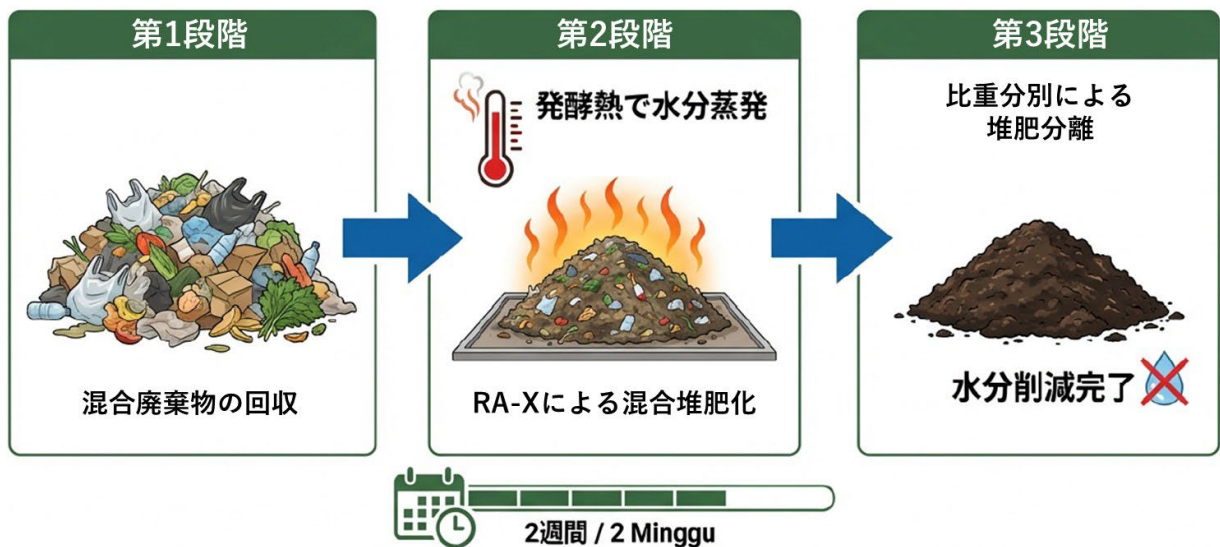 第1段階
混合廃棄物の回収
第2段階
発酵熱で水分蒸発
RA-Xによる混合堆肥化
第3段階
比重分別による
堆肥分離
水分削減完了
2週間 / 2 Minggu